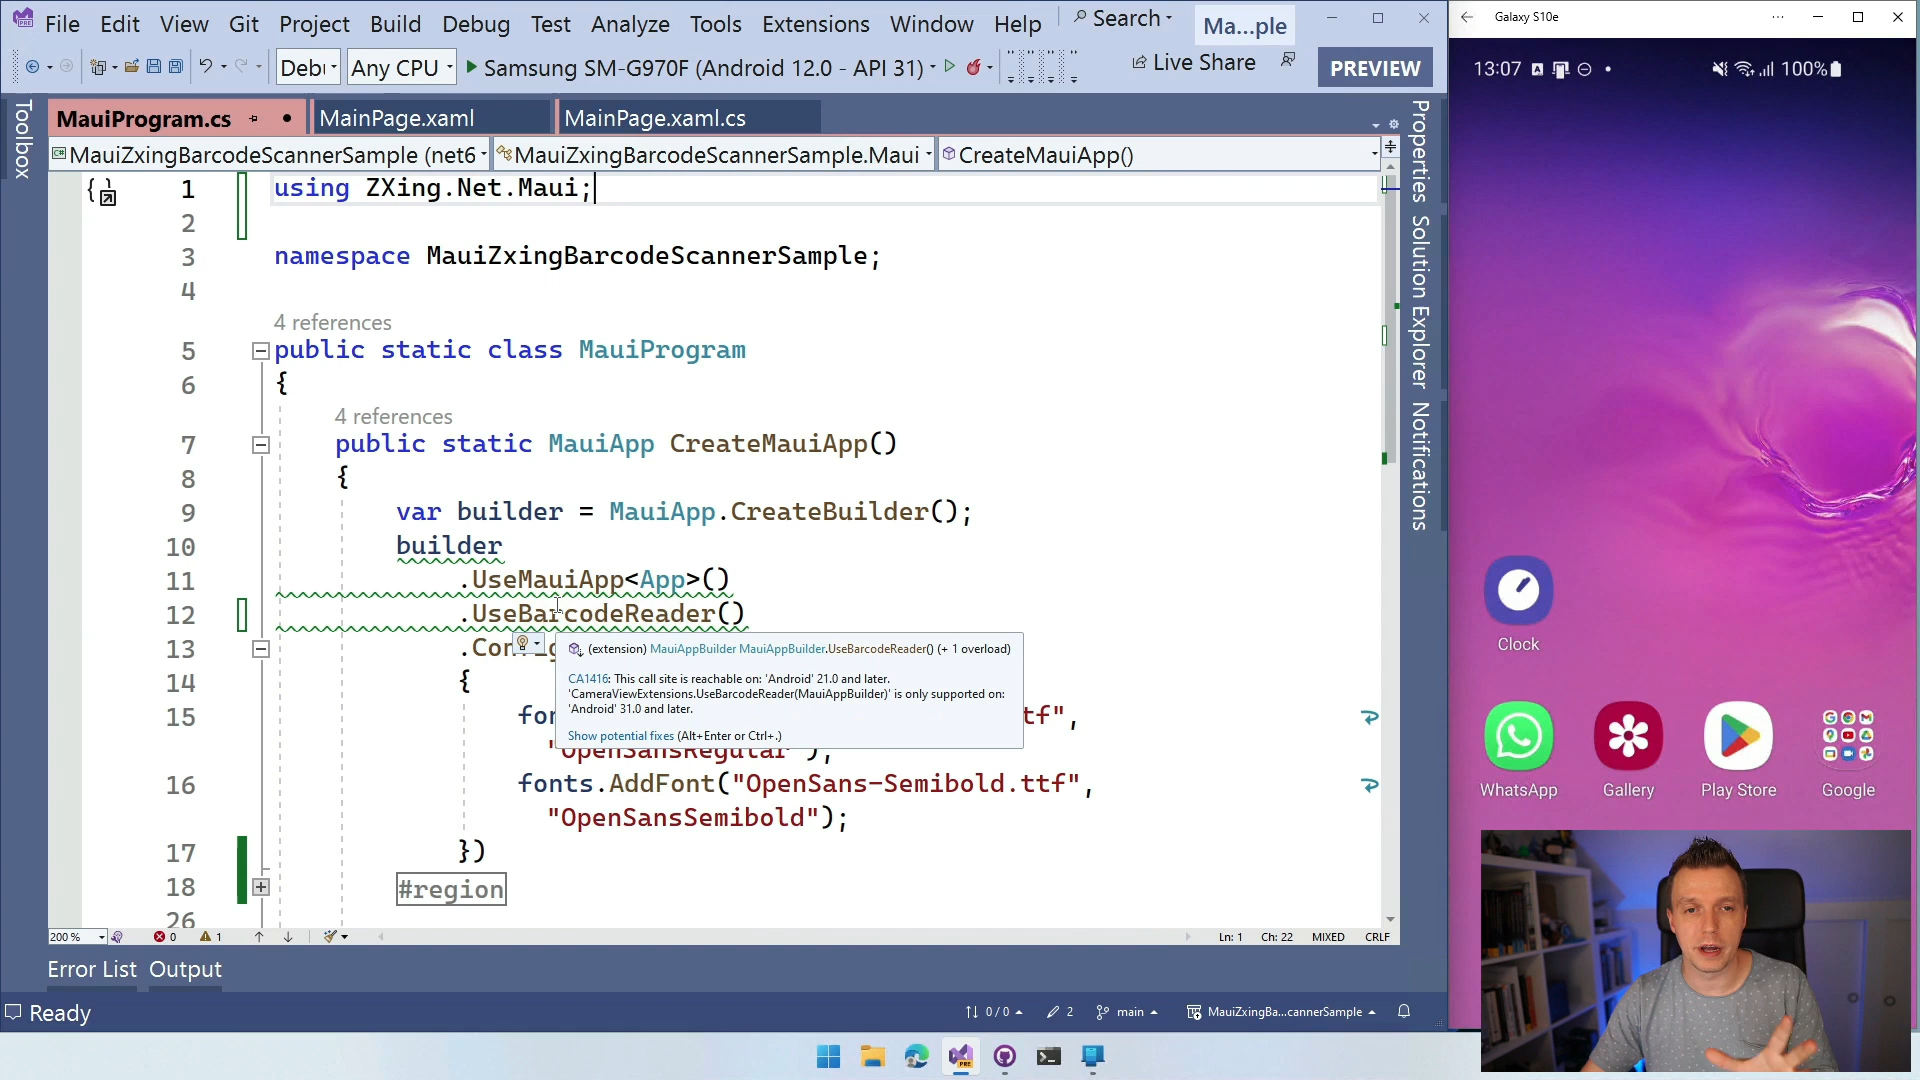 File Edit View Git Project Build Debug Test Analyze Tools Extensions Window Help Search Ma...ple
Any CPU Samsung SM-G970F (Android 12.0 - API 31) Live Share PREVIEW
MauiProgram.cs MainPage.xaml MainPage.xaml.cs
MauiZxingBarcodeScannerSample (net6 MauiZxingBarcodeScannerSample.Maui CreateMauiApp()
Toolbox
1 using ZXing.Net.Maui;
2
3 namespace MauiZxingBarcodeScannerSample;
4
4 references
5 public static class MauiProgram
6 {
4 references
7 public static MauiApp CreateMauiApp()
8 {
9 var builder = MauiApp.CreateBuilder();
10 builder
11 .UseMauiApp<App>()
12 .UseBarcodeReader()
13
(extension) MauiAppBuilder MauiAppBuilder.UseBarcodeReader() (+ 1 overload)
CA1416: This call site is reachable on: 'Android' 21.0 and later.
'CameraViewExtensions.UseBarcodeReader(MauiAppBuilder)' is only supported on:
'Android' 31.0 and later.
Show potential fixes (Alt+Enter or Ctrl+.)
14 {
15 tf",
"OpenSansRegular");
16 fonts.AddFont("OpenSans-Semibold.ttf",
"OpenSansSemibold");
17 })
18 #region
26
200 % 0 1 Ln: 1 Ch: 22 MIXED CRLF
Error List Output
Ready 0 / 0 2 main MauiZxingBa...cannerSample
Properties
Solution Explorer
Notifications
Galaxy S10e
13:07 100%
Clock
WhatsApp Gallery Play Store Google